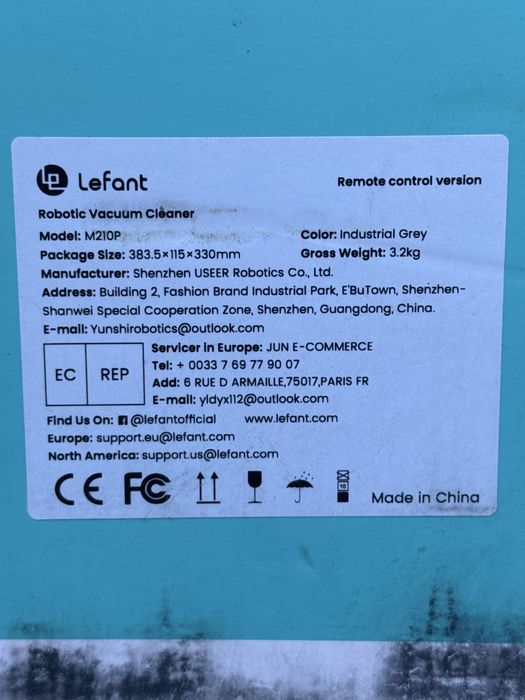 Lefant
Remote control version
Robotic Vacuum Cleaner
Model: M210P
Color: Industrial Grey
Package Size: 383.5×115×330mm
Gross Weight: 3.2kg
Manufacturer: Shenzhen USEER Robotics Co., Ltd.
Address: Building 2, Fashion Brand Industrial Park, E'BuTown, Shenzhen-
Shanwei Special Cooperation Zone, Shenzhen, Guangdong, China.
E-mail: Yunshirobotics@outlook.com
EC REP
Servicer in Europe: JUN E-COMMERCE
Tel: + 0033 7 69 77 90 07
Add: 6 RUE D ARMAILLE,75017,PARIS FR
E-mail: yldyx112@outlook.com
Find Us On: @lefantofficial www.lefant.com
Europe: support.eu@lefant.com
North America: support.us@lefant.com
CE FC
10
Made in China